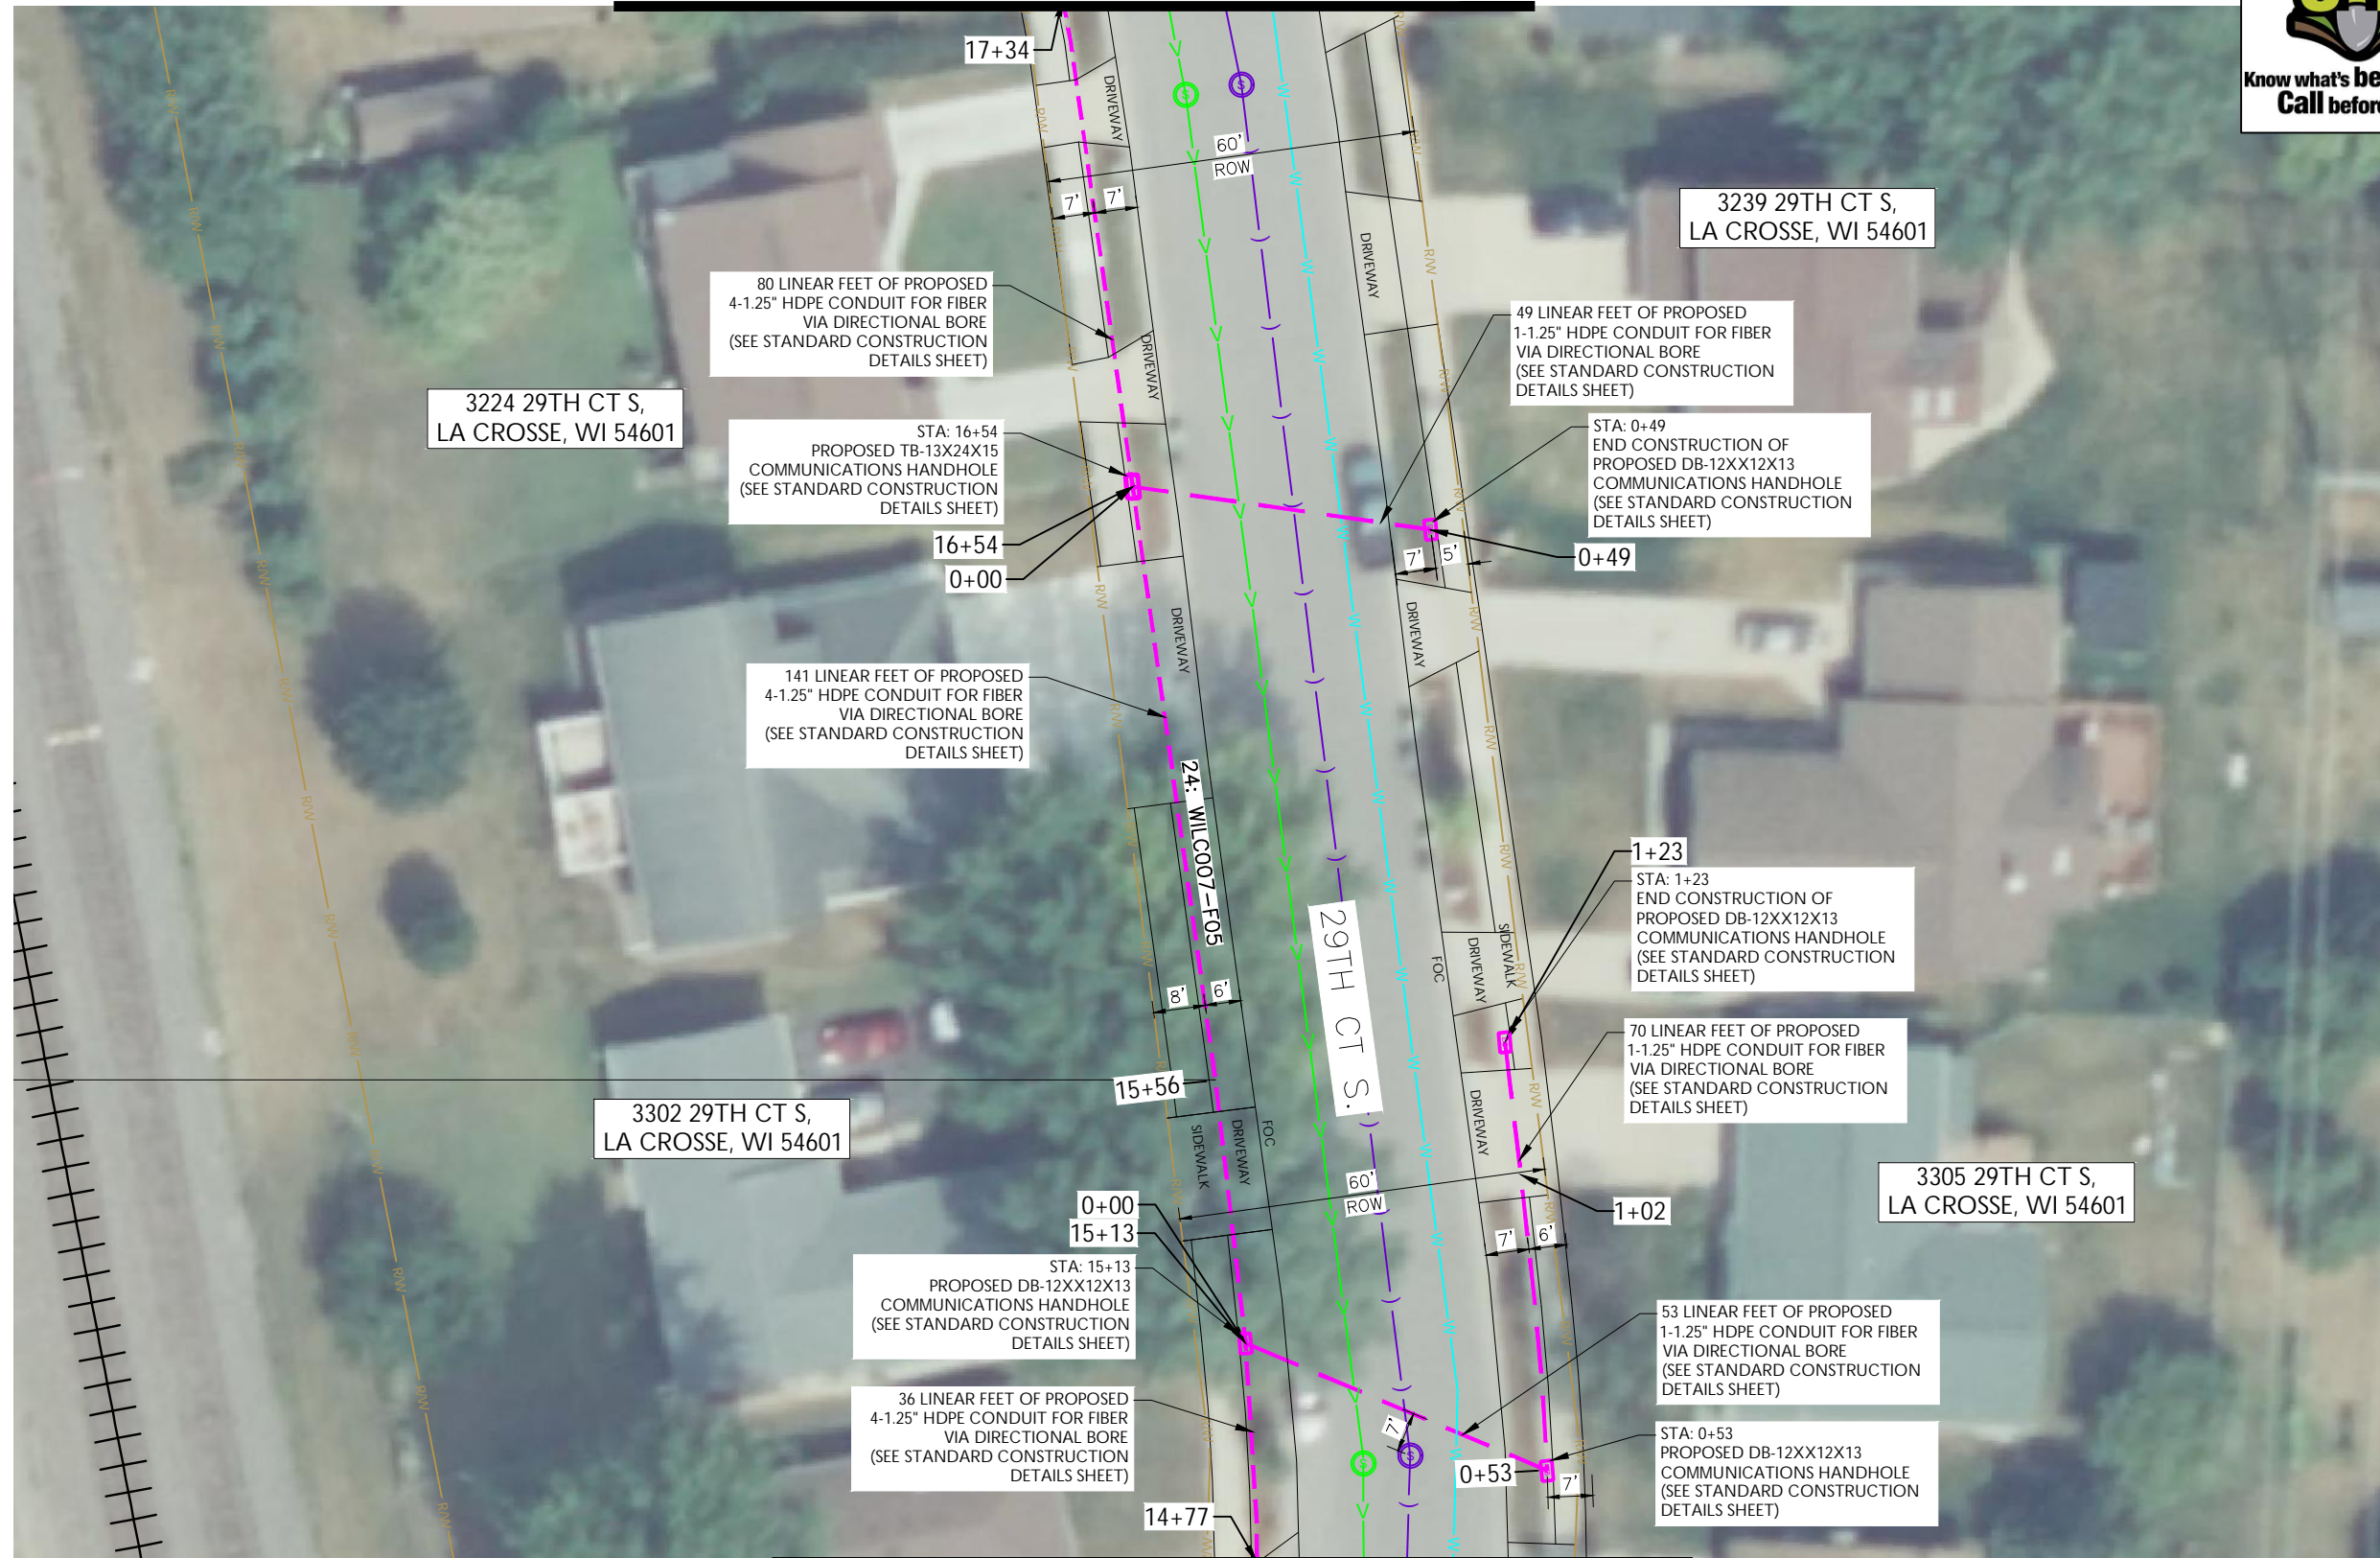 17+34
Know what's be
Call before
DRIVEWAY
60'
ROW
7'
7'
3239 29TH CT S,
LA CROSSE, WI 54601
80 LINEAR FEET OF PROPOSED
4-1.25" HDPE CONDUIT FOR FIBER
VIA DIRECTIONAL BORE
(SEE STANDARD CONSTRUCTION
DETAILS SHEET)
DRIVEWAY
DRIVEWAY
49 LINEAR FEET OF PROPOSED
1-1.25" HDPE CONDUIT FOR FIBER
VIA DIRECTIONAL BORE
(SEE STANDARD CONSTRUCTION
DETAILS SHEET)
3224 29TH CT S,
LA CROSSE, WI 54601
STA: 16+54
PROPOSED TB-13X24X15
COMMUNICATIONS HANDHOLE
(SEE STANDARD CONSTRUCTION
DETAILS SHEET)
STA: 0+49
END CONSTRUCTION OF
PROPOSED DB-12XX12X13
COMMUNICATIONS HANDHOLE
(SEE STANDARD CONSTRUCTION
DETAILS SHEET)
16+54
0+00
7'
5'
0+49
DRIVEWAY
DRIVEWAY
141 LINEAR FEET OF PROPOSED
4-1.25" HDPE CONDUIT FOR FIBER
VIA DIRECTIONAL BORE
(SEE STANDARD CONSTRUCTION
DETAILS SHEET)
24: WILC007-F05
1+23
STA: 1+23
END CONSTRUCTION OF
PROPOSED DB-12XX12X13
COMMUNICATIONS HANDHOLE
(SEE STANDARD CONSTRUCTION
DETAILS SHEET)
29TH CT S.
FOC
DRIVEWAY
SIDEWALK
8'
6'
70 LINEAR FEET OF PROPOSED
1-1.25" HDPE CONDUIT FOR FIBER
VIA DIRECTIONAL BORE
(SEE STANDARD CONSTRUCTION
DETAILS SHEET)
15+56
3302 29TH CT S,
LA CROSSE, WI 54601
SIDEWALK
DRIVEWAY
FOC
DRIVEWAY
60'
ROW
3305 29TH CT S,
LA CROSSE, WI 54601
0+00
15+13
1+02
7'
6'
STA: 15+13
PROPOSED DB-12XX12X13
COMMUNICATIONS HANDHOLE
(SEE STANDARD CONSTRUCTION
DETAILS SHEET)
53 LINEAR FEET OF PROPOSED
1-1.25" HDPE CONDUIT FOR FIBER
VIA DIRECTIONAL BORE
(SEE STANDARD CONSTRUCTION
DETAILS SHEET)
36 LINEAR FEET OF PROPOSED
4-1.25" HDPE CONDUIT FOR FIBER
VIA DIRECTIONAL BORE
(SEE STANDARD CONSTRUCTION
DETAILS SHEET)
7'
STA: 0+53
PROPOSED DB-12XX12X13
COMMUNICATIONS HANDHOLE
(SEE STANDARD CONSTRUCTION
DETAILS SHEET)
0+53
7'
14+77